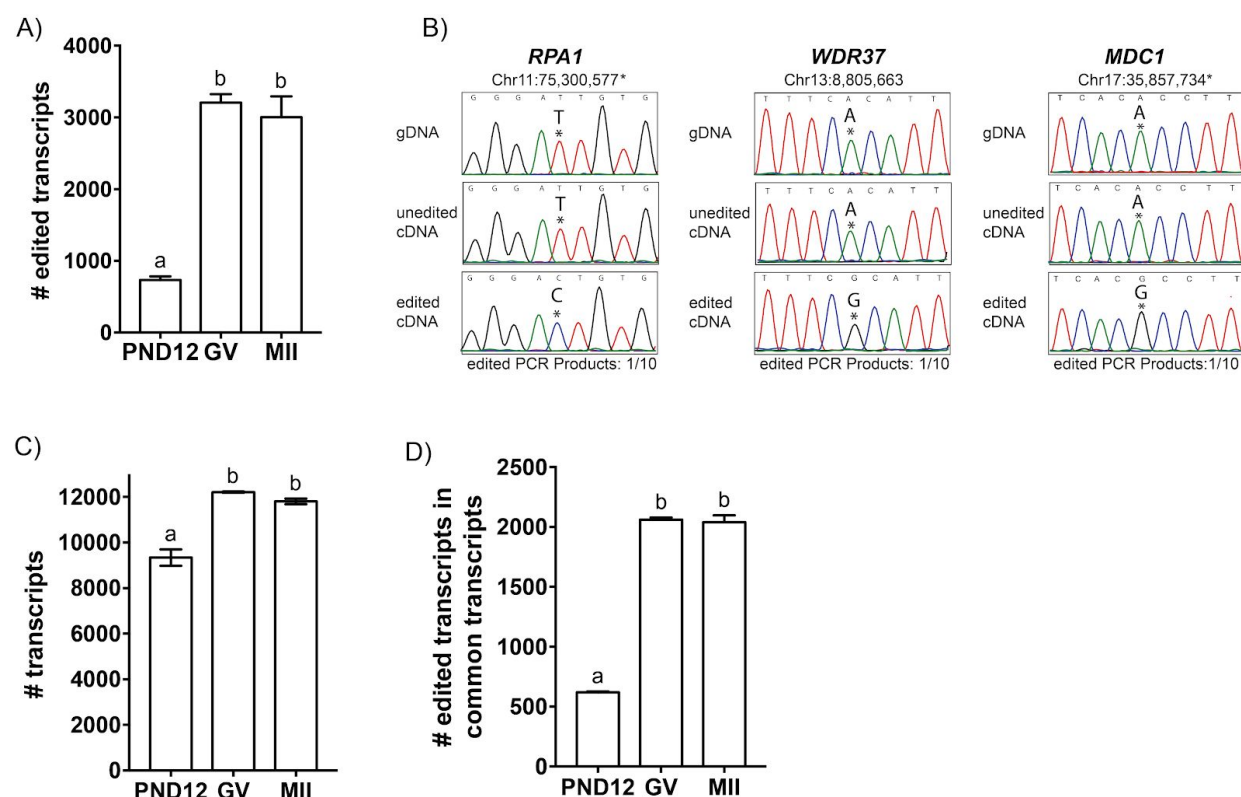 A)
# edited transcripts
4000
3000
2000
1000
0
a
b
b
PND12 GV MII
B)
RPA1
Chr11:75,300,577*
gDNA
G G G A T T G T G
T
*
unedited
cDNA
G G G A T T G T G
T
*
edited
cDNA
G G G A C T G T G
C
*
edited PCR Products: 1/10
WDR37
Chr13:8,805,663
gDNA
T T T C A C A T T
A
*
unedited
cDNA
T T T C A C A T T
A
*
edited
cDNA
T T T C G C A T T
G
*
edited PCR Products: 1/10
MDC1
Chr17:35,857,734*
gDNA
T C A C A C C T T
A
*
unedited
cDNA
T C A C A C C T T
A
*
edited
cDNA
T C A C G C C T T
G
*
edited PCR Products:1/10
C)
# transcripts
12000
10000
8000
6000
4000
2000
0
a
b
b
PND12 GV MII
D)
# edited transcripts in
common transcripts
2500
2000
1500
1000
500
0
a
b
b
PND12 GV MII